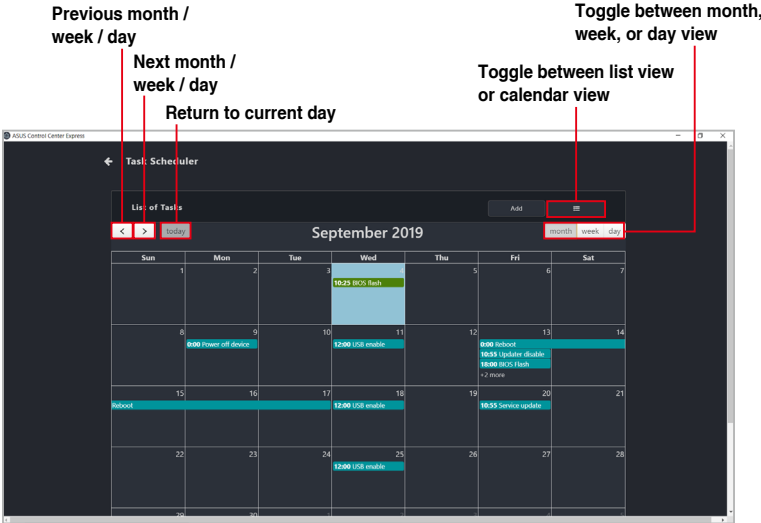 Previous month /
week / day
Next month /
week / day
Return to current day
Toggle between list view
or calendar view
Toggle between month,
week, or day view
ASUS Control Center Express
Task Scheduler
List of Tasks
Add
today
September 2019
month week day
Sun Mon Tue Wed Thu Fri Sat
1 2 3 4 5 6 7
10:25 BIOS flash
8 9 10 11 12 13 14
0:00 Power off device
12:00 USB enable
0:00 Reboot
10:55 Updater disable
18:00 BIOS Flash
+2 more
15 16 17 18 19 20 21
Reboot
12:00 USB enable
10:55 Service update
22 23 24 25 26 27 28
12:00 USB enable
29 30